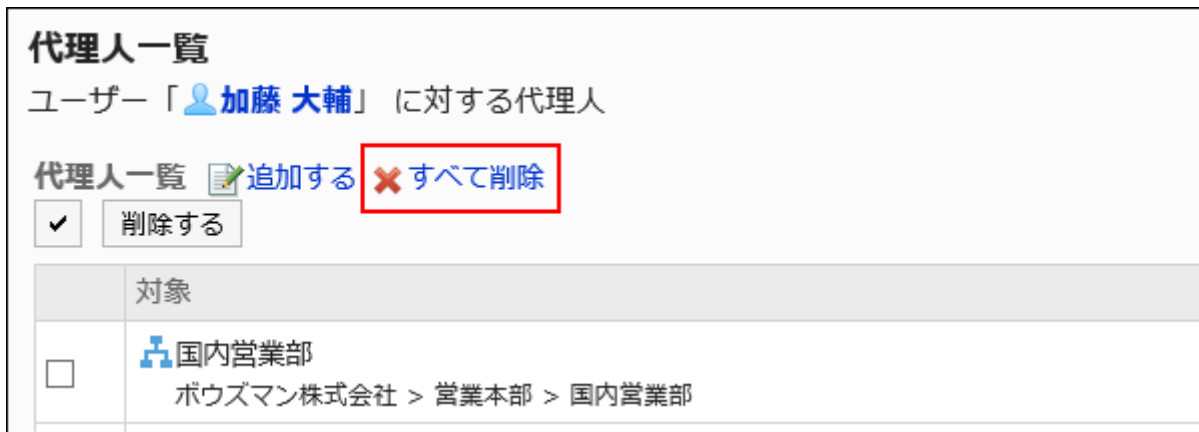 代理人一覧
ユーザー「加藤 大輔」 に対する代理人
代理人一覧 追加する すべて削除
削除する
対象
国内営業部
ボウズマン株式会社 > 営業本部 > 国内営業部